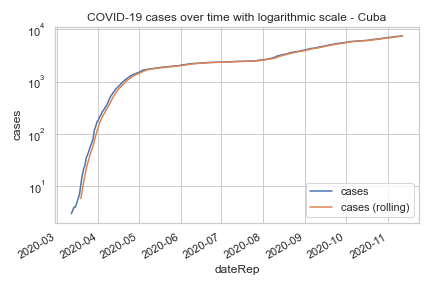 COVID-19 cases over time with logarithmic scale - Cuba
10⁴
10³
10²
10¹
cases
cases
cases (rolling)
2020-03
2020-04
2020-05
2020-06
2020-07
2020-08
2020-09
2020-10
2020-11
dateRep